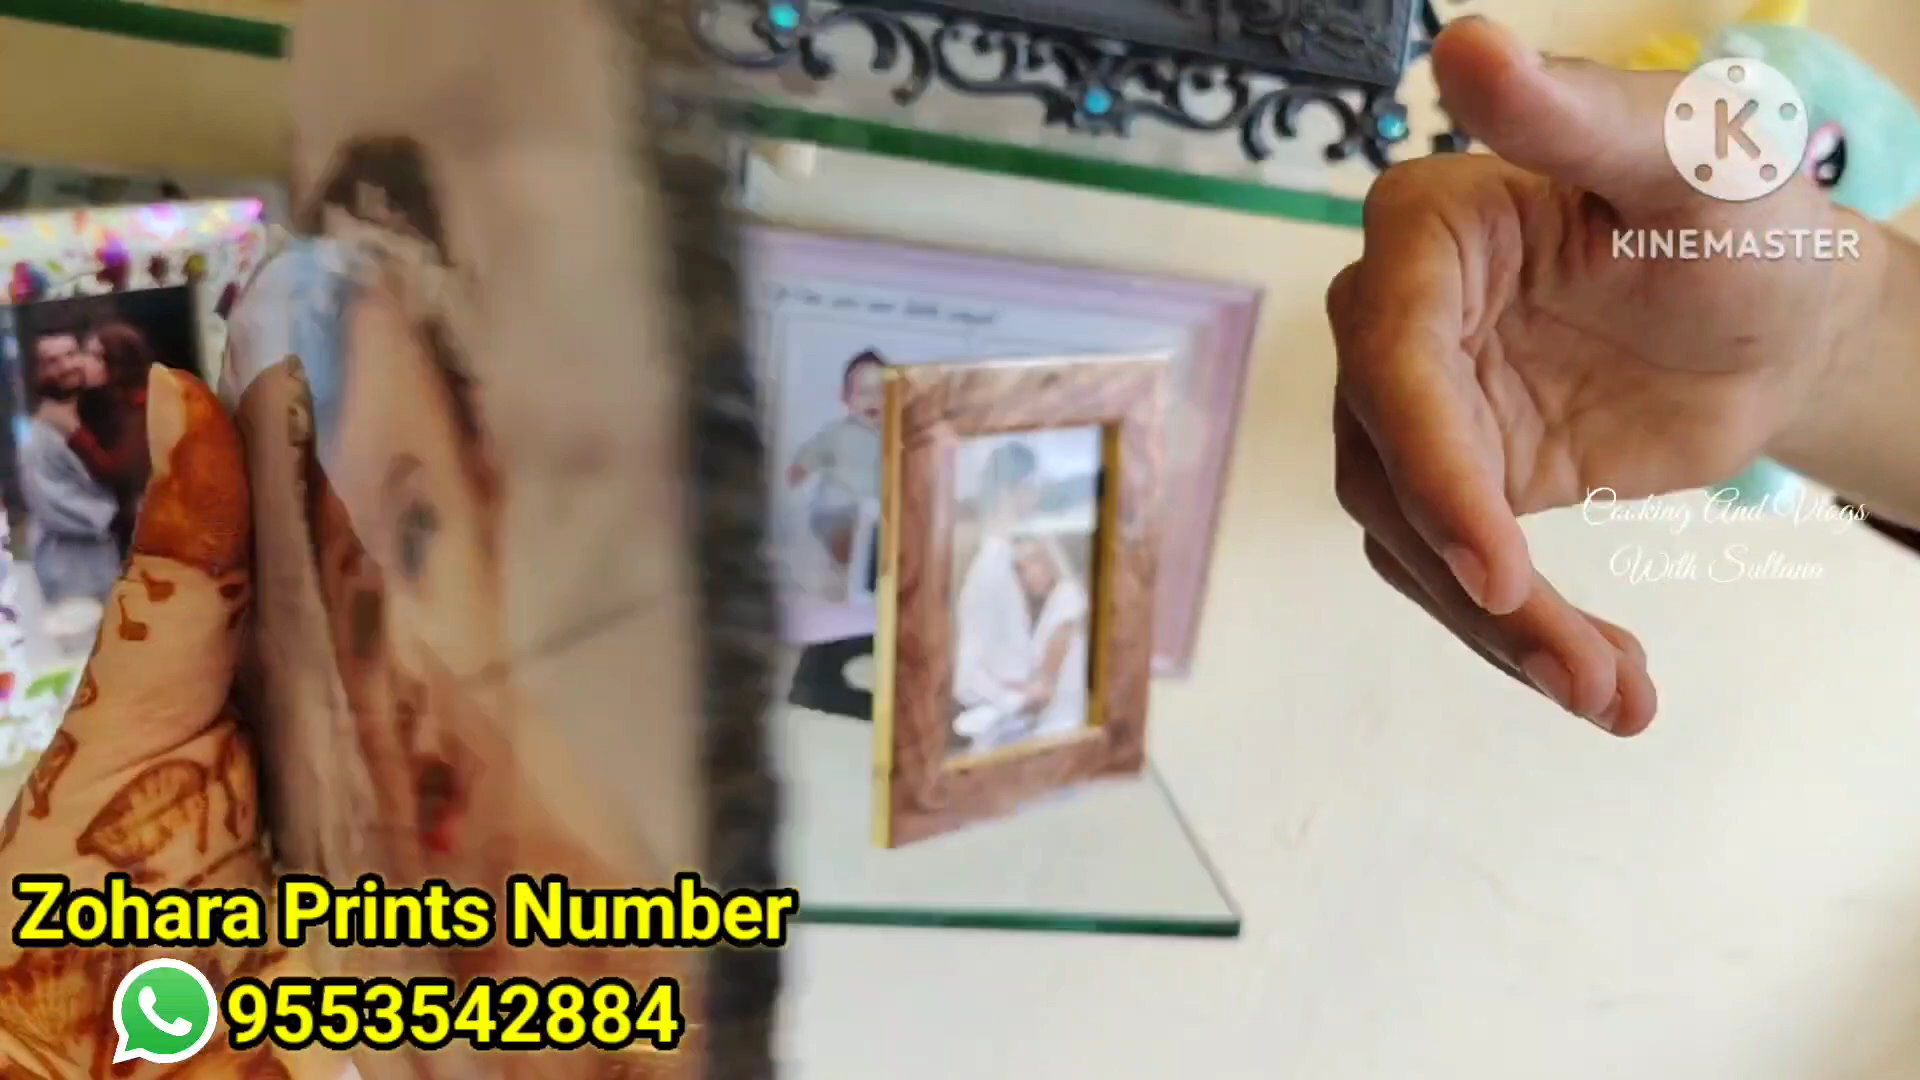 K
KINEMASTER
Cooking And Vlogs
With Sultana
Zohara Prints Number
9553542884